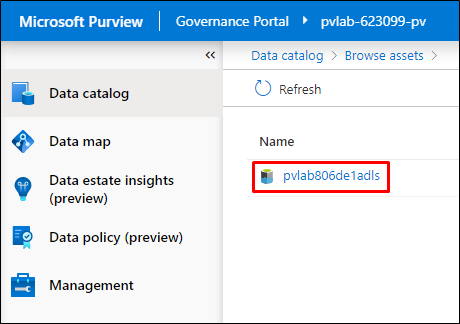 Microsoft Purview | Governance Portal > pvlab-623099-pv
«
Data catalog > Browse assets >
Data catalog
Refresh
Data map
Name
pvlab806de1adls
Data estate insights
(preview)
Data policy (preview)
Management